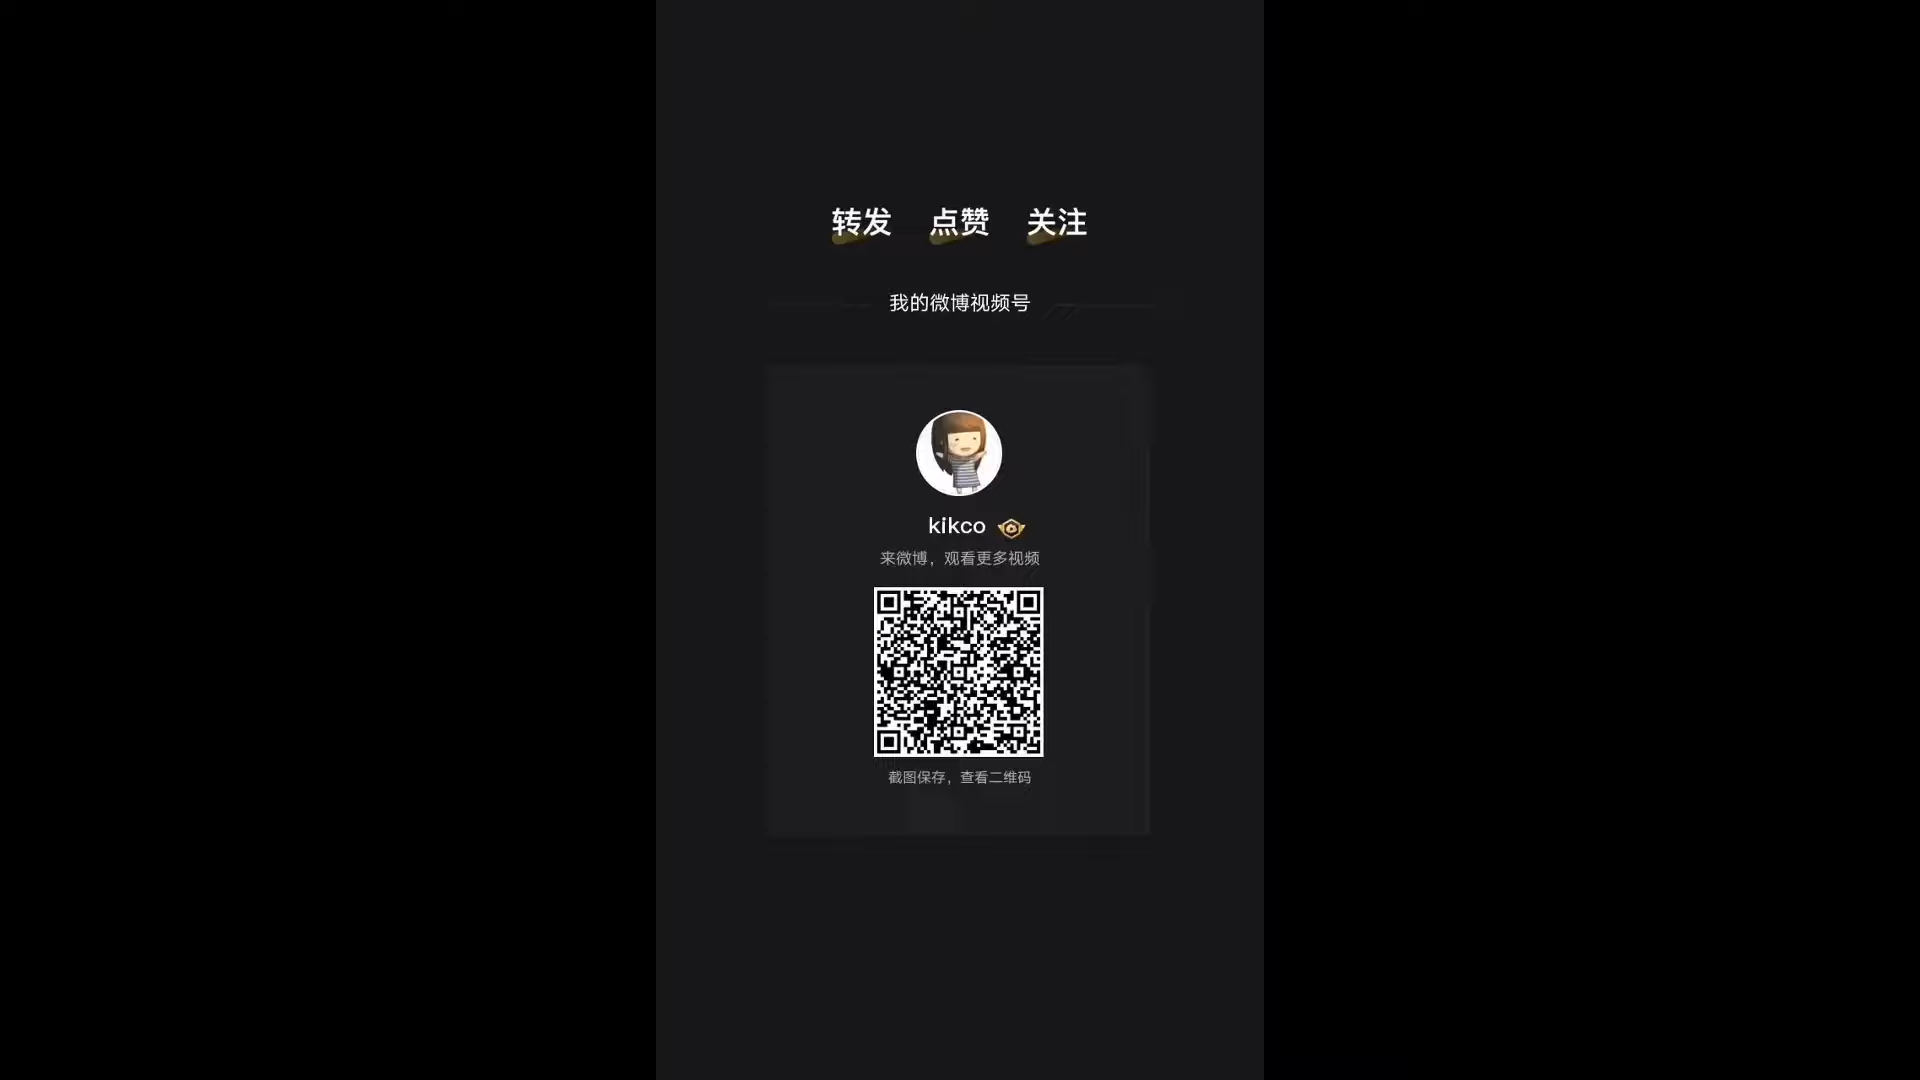 转发 点赞 关注
我的微博视频号
kikco
来微博，观看更多视频
截图保存，查看二维码